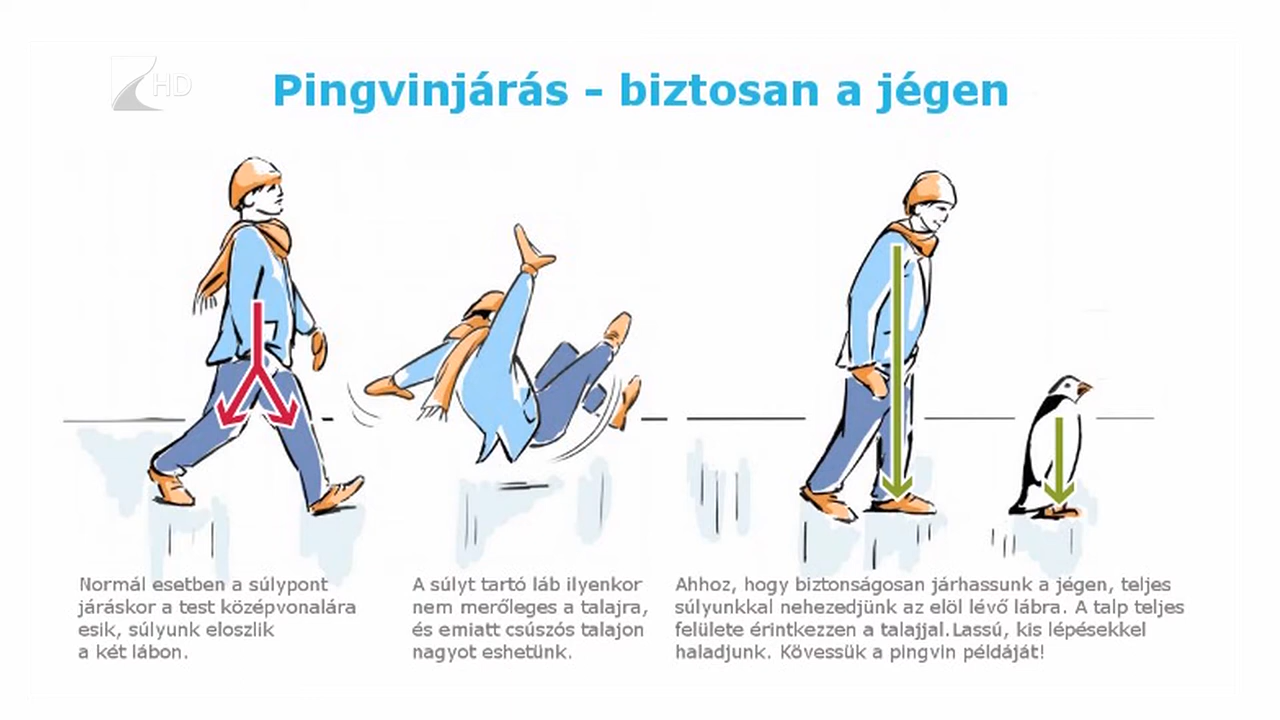 HD
Pingvinjárás – biztosan a jégen
Normál esetben a súlypont
járáskor a test középvonalára
esik, súlyunk eloszlik
a két lábon.
A súlyt tartó láb ilyenkor
nem merőleges a talajra,
és emiatt csúszós talajon
nagyot eshetünk.
Ahhoz, hogy biztonságosan járhassunk a jégen, teljes
súlyunkkal nehezedjünk az elöl lévő lábra. A talp teljes
felülete érintkezzen a talajjal.Lassú, kis lépésekkel
haladjunk. Kövessük a pingvin példáját!